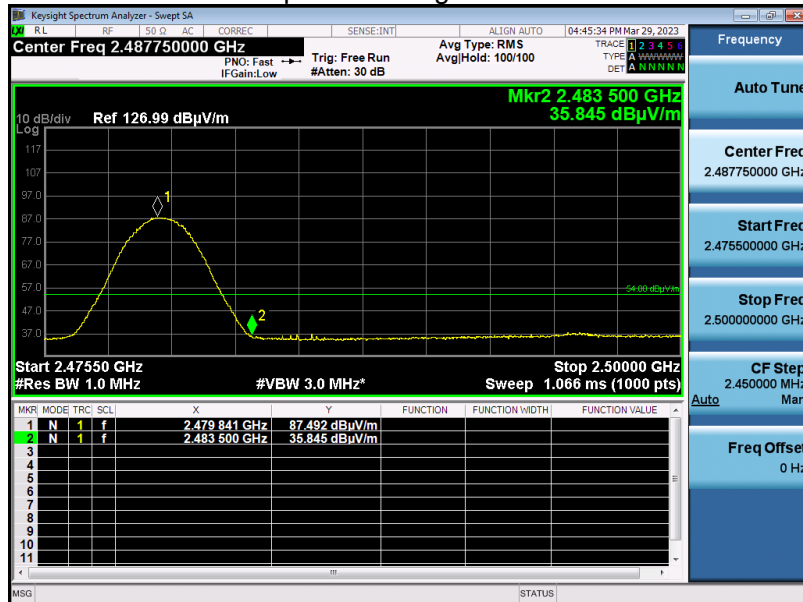 Keysight Spectrum Analyzer - Swept SA
RL RF 50 Ω AC CORREC SENSE:INT ALIGN AUTO 04:45:34 PM Mar 29, 2023
Center Freq 2.487750000 GHz
PNO: Fast
IFGain:Low
Trig: Free Run
#Atten: 30 dB
Avg Type: RMS
Avg|Hold: 100/100
TRACE 1 2 3 4 5 6
TYPE A WWWWW
DET A N N N N N
Mkr2 2.483 500 GHz
35.845 dBµV/m
10 dB/div Ref 126.99 dBµV/m
Log
117
107
97.0
87.0
77.0
67.0
57.0
47.0
37.0
1
2
54.00 dBµV/m
Start 2.47550 GHz Stop 2.50000 GHz
#Res BW 1.0 MHz #VBW 3.0 MHz* Sweep 1.066 ms (1000 pts)
MKR MODE TRC SCL X Y FUNCTION FUNCTION WIDTH FUNCTION VALUE
1 N 1 f 2.479 841 GHz 87.492 dBµV/m
2 N 1 f 2.483 500 GHz 35.845 dBµV/m
3
4
5
6
7
8
9
10
11
MSG STATUS
Frequency
Auto Tune
Center Freq
2.487750000 GHz
Start Freq
2.475500000 GHz
Stop Freq
2.500000000 GHz
CF Step
2.450000 MHz
Auto Man
Freq Offset
0 Hz